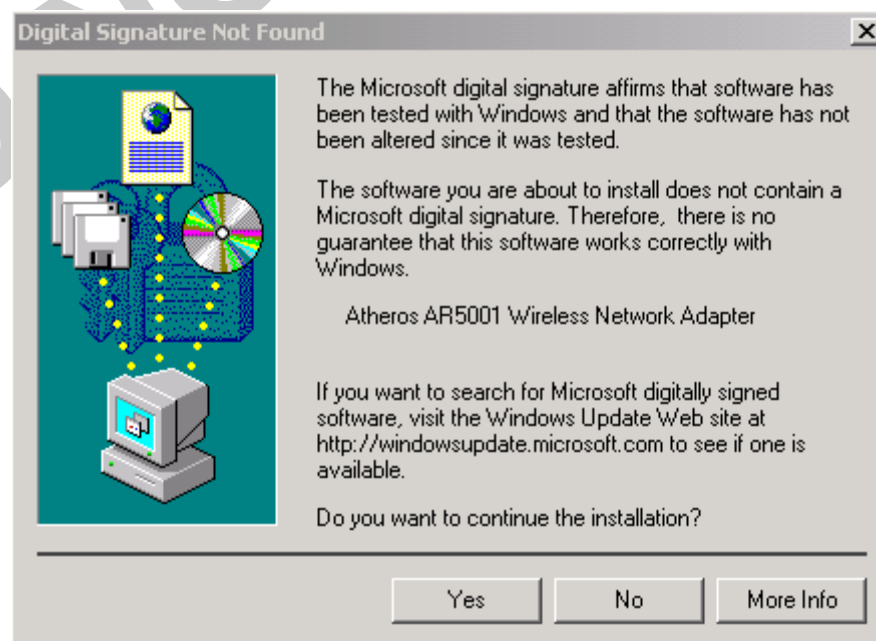 Digital Signature Not Found
The Microsoft digital signature affirms that software has
been tested with Windows and that the software has not
been altered since it was tested.
The software you are about to install does not contain a
Microsoft digital signature. Therefore,  there is no
guarantee that this software works correctly with
Windows.
Atheros AR5001 Wireless Network Adapter
If you want to search for Microsoft digitally signed
software, visit the Windows Update Web site at
http://windowsupdate.microsoft.com to see if one is
available.
Do you want to continue the installation?
Yes No More Info